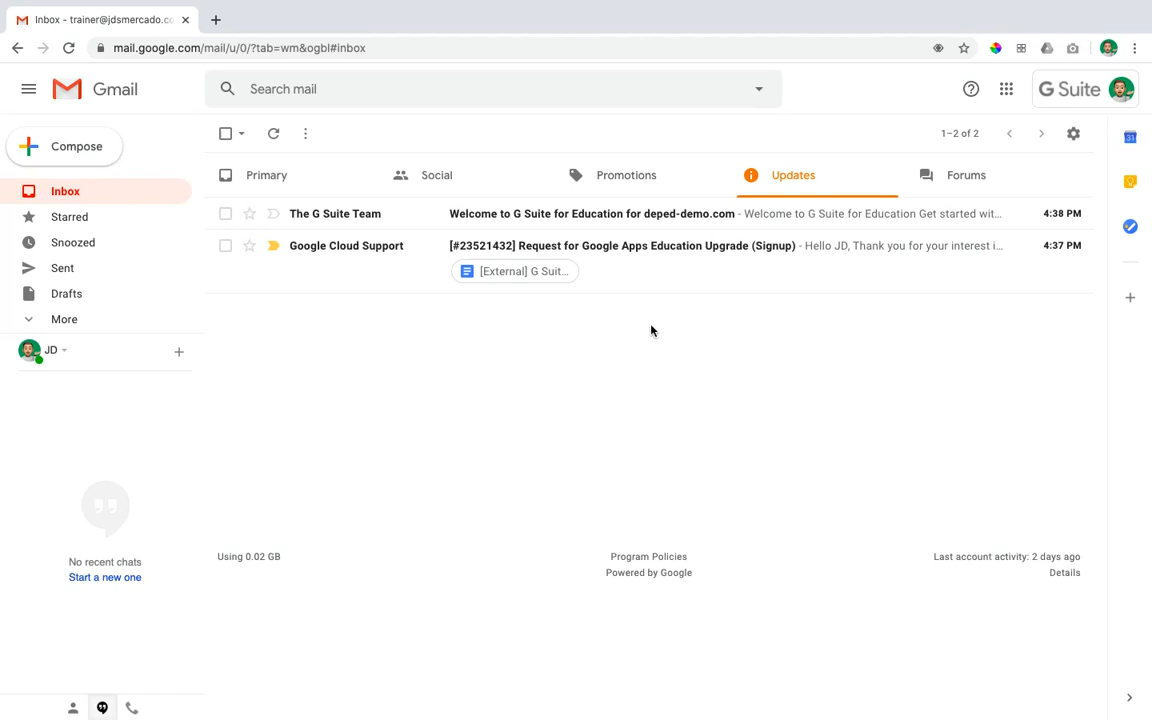 Inbox - trainer@jdsmercado.co
mail.google.com/mail/u/0/?tab=wm&ogbl#inbox
Gmail
Search mail
G Suite
Compose
1–2 of 2
Inbox
Starred
Snoozed
Sent
Drafts
More
JD
Primary
Social
Promotions
Updates
Forums
The G Suite Team
Welcome to G Suite for Education for deped-demo.com - Welcome to G Suite for Education Get started wit...
4:38 PM
Google Cloud Support
[#23521432] Request for Google Apps Education Upgrade (Signup) - Hello JD, Thank you for your interest i...
4:37 PM
[External] G Suit...
31
No recent chats
Start a new one
Using 0.02 GB
Program Policies
Powered by Google
Last account activity: 2 days ago
Details